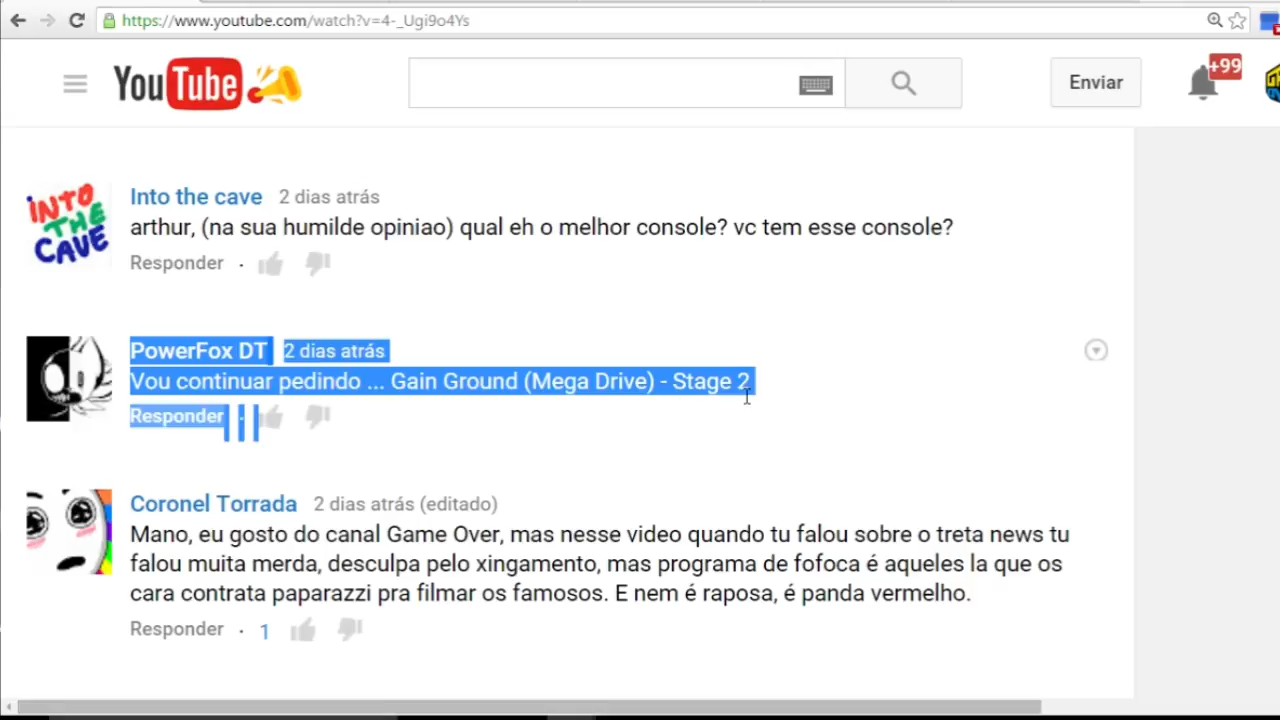 https://www.youtube.com/watch?v=4-_Ugi9o4Ys
YouTube
Enviar
+99
INTO
THE
CAVE
Into the cave 2 dias atrás
arthur, (na sua humilde opiniao) qual eh o melhor console? vc tem esse console?
Responder ·
PowerFox DT 2 dias atrás
Vou continuar pedindo ... Gain Ground (Mega Drive) - Stage 2
Responder ·
Coronel Torrada 2 dias atrás (editado)
Mano, eu gosto do canal Game Over, mas nesse video quando tu falou sobre o treta news tu
falou muita merda, desculpa pelo xingamento, mas programa de fofoca é aqueles la que os
cara contrata paparazzi pra filmar os famosos. E nem é raposa, é panda vermelho.
Responder · 1